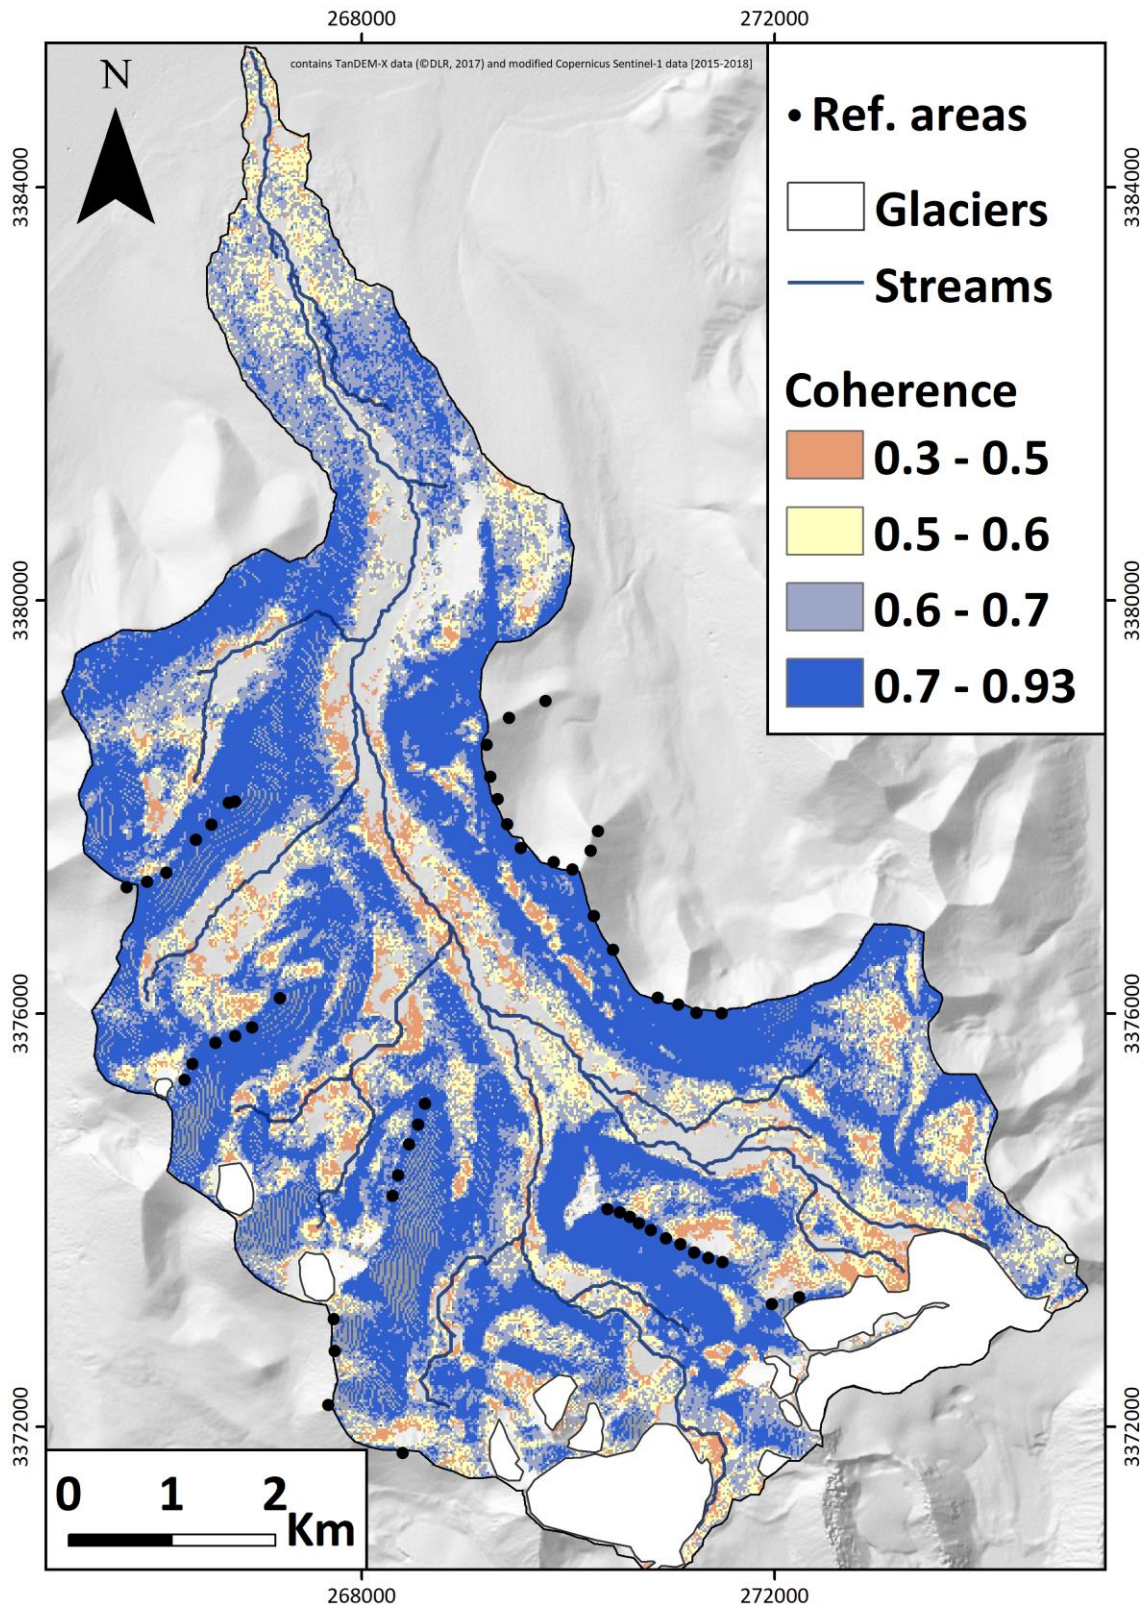 268000
272000
contains TanDEM-X data (©DLR, 2017) and modified Copernicus Sentinel-1 data [2015-2018]
N
• Ref. areas
Glaciers
Streams
Coherence
0.3 - 0.5
0.5 - 0.6
0.6 - 0.7
0.7 - 0.93
3384000
3384000
3380000
3380000
3376000
3376000
3372000
3372000
0 1 2
Km
268000
272000